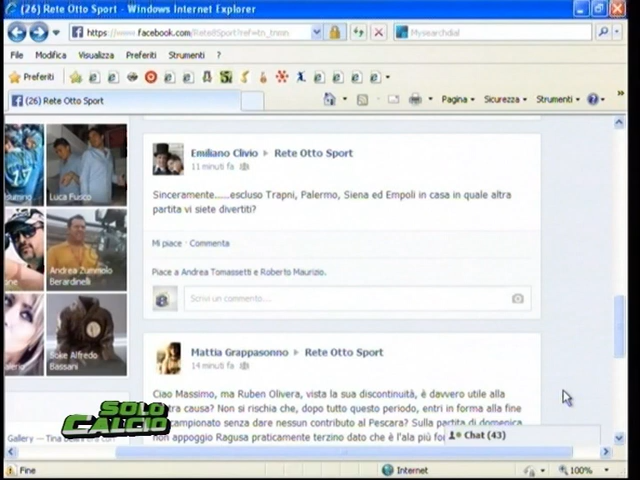 (26) Rete Otto Sport - Windows Internet Explorer
https://www.facebook.com/Rete8Sport?ref=tn_tnmn
Mysearchdial
File Modifica Visualizza Preferiti Strumenti ?
Preferiti
(26) Rete Otto Sport
Pagina Sicurezza Strumenti
Luca Fusco
Andrea Zummolo
Berardinelli
Soke Alfredo
Bassani
Gallery — Tina
Emiliano Clivio Rete Otto Sport
11 minuti fa
Sinceramente.....escluso Trapni, Palermo, Siena ed Empoli in casa in quale altra
partita vi siete divertiti?
Mi piace · Commenta
Piace a Andrea Tomassetti e Roberto Maurizio.
Scrivi un commento...
Mattia Grappasonno Rete Otto Sport
14 minuti fa
Ciao Massimo, ma Ruben Olivera, vista la sua discontinuità, è davvero utile alla
causa? Non si rischia che, dopo tutto questo periodo, entri in forma alla fine
campionato senza dare nessun contributo al Pescara? Sulla partita di domenica
non appoggio Ragusa praticamente terzino dato che è l'ala più
SOLO
CALCIO
Chat (43)
Fine
Internet
100%